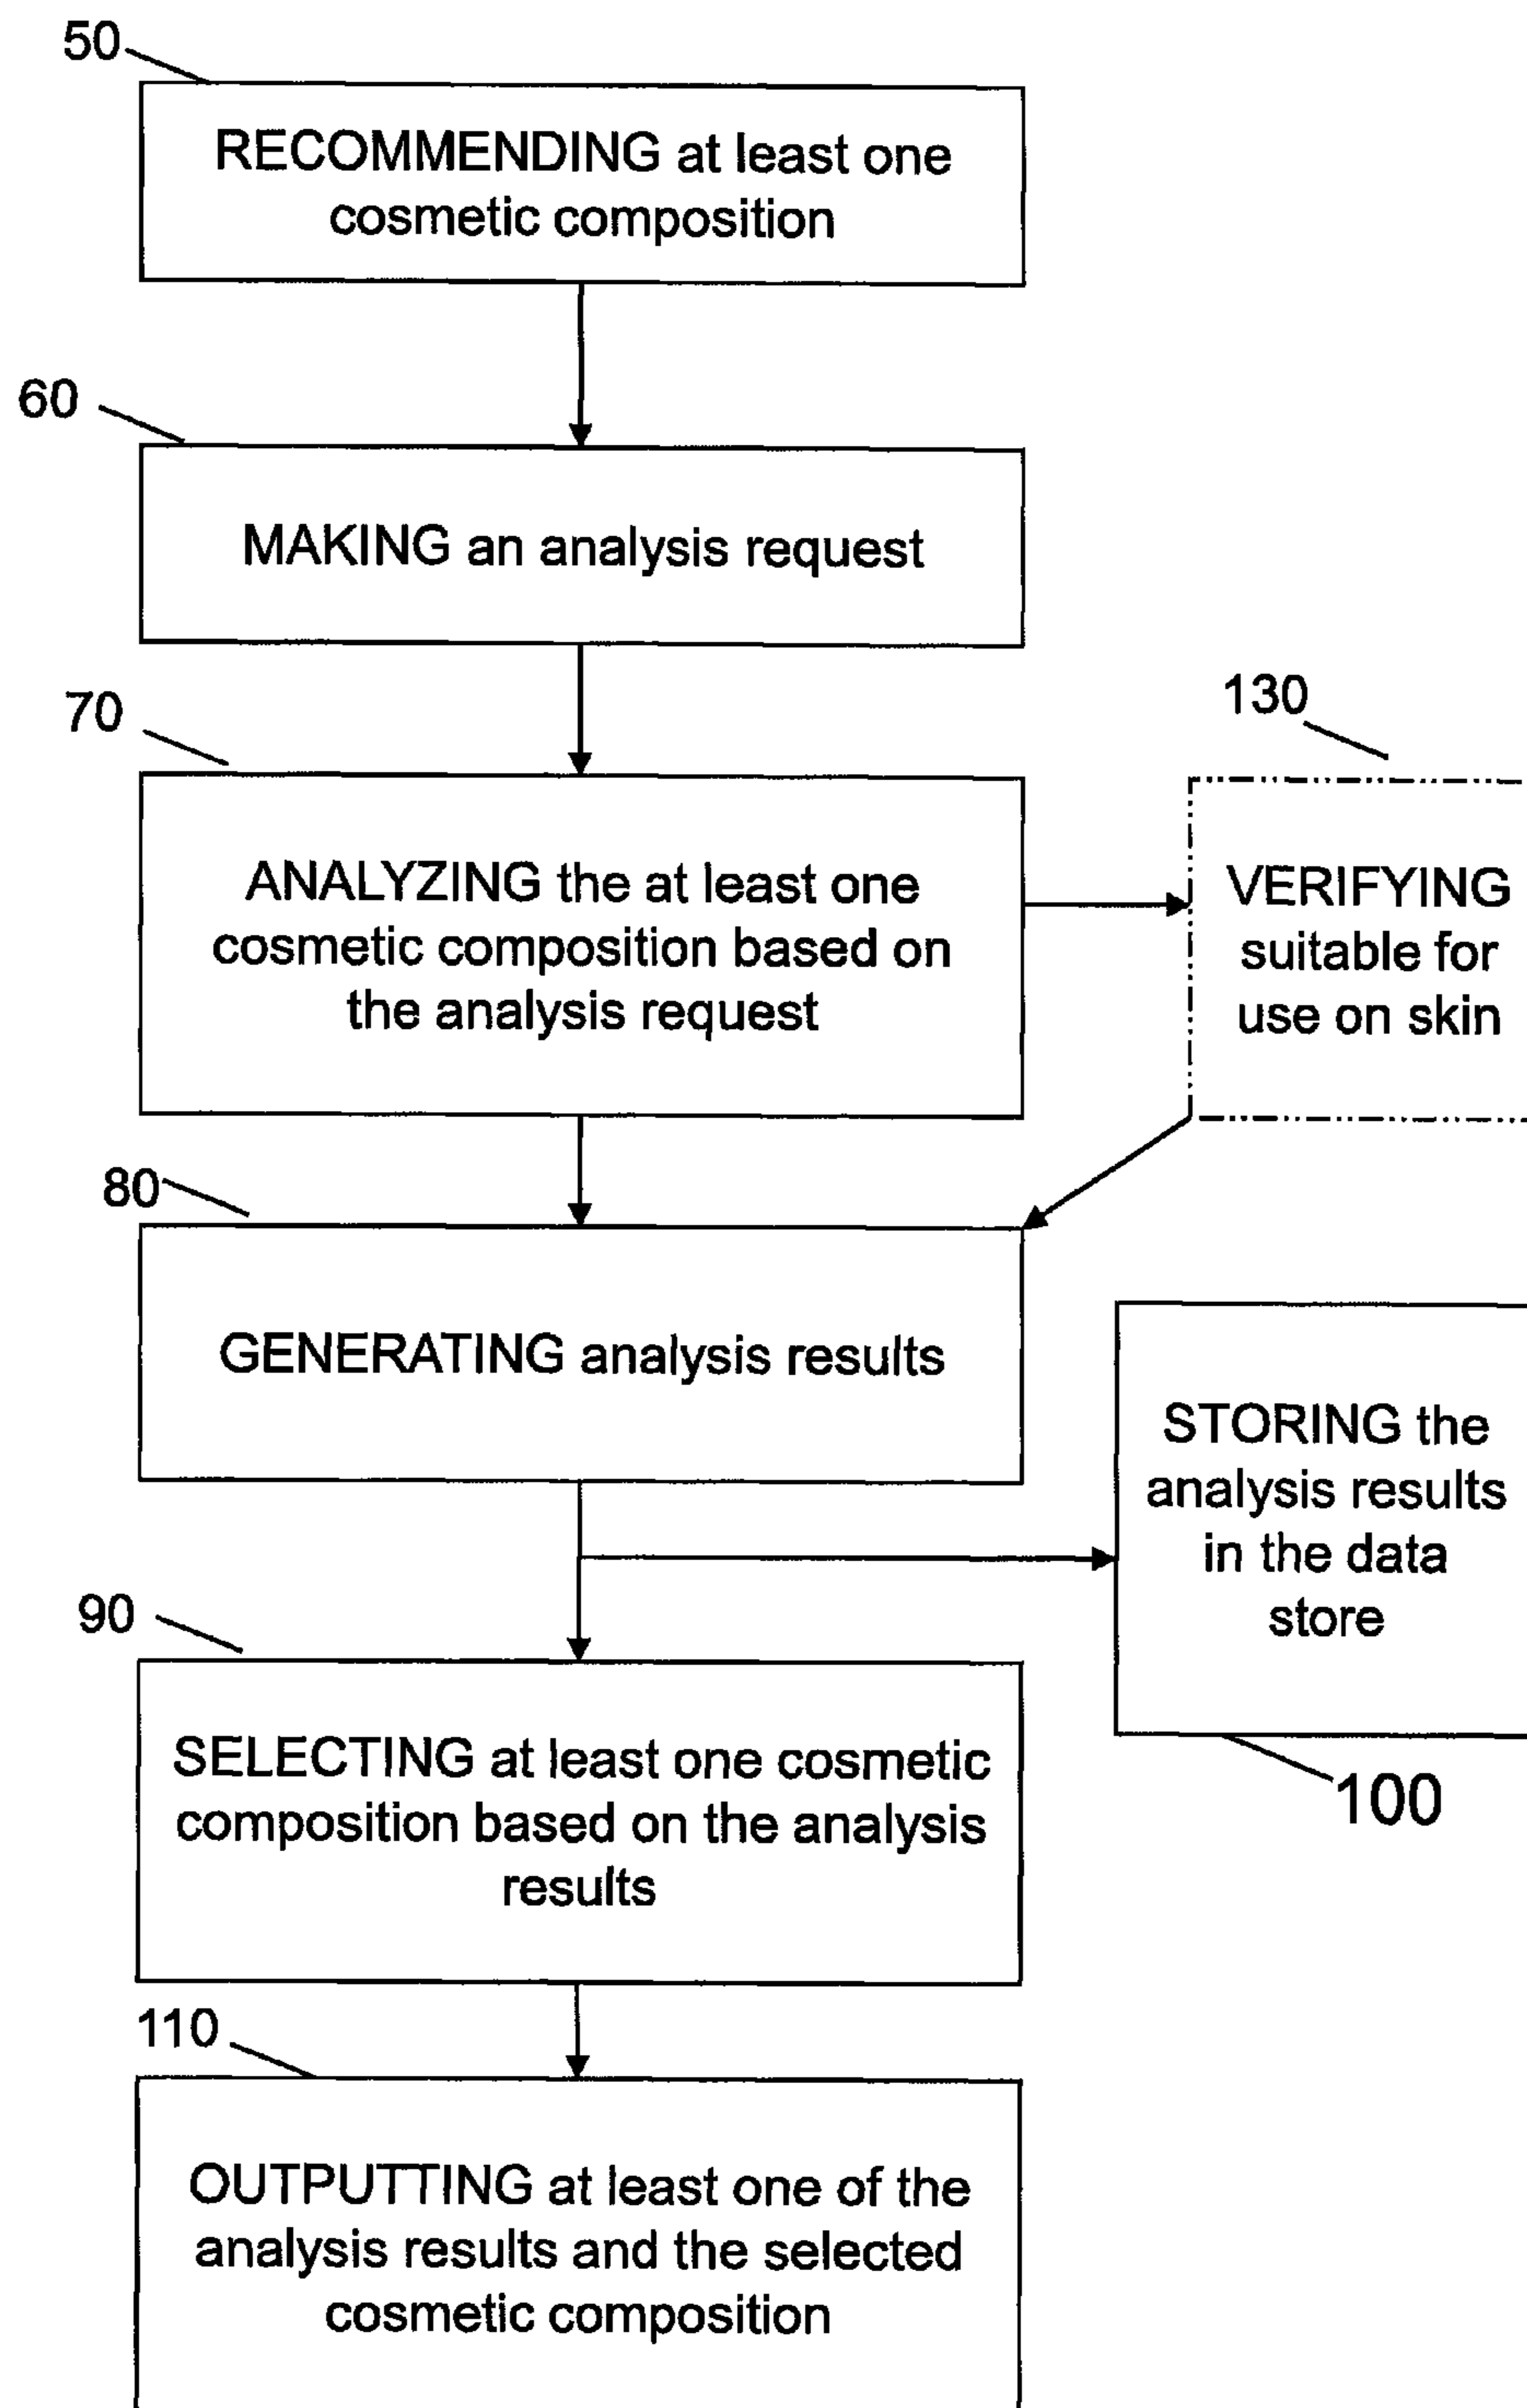 50
RECOMMENDING at least one
cosmetic composition
60
MAKING an analysis request
70
ANALYZING the at least one
cosmetic composition based on
the analysis request
130
VERIFYING
suitable for
use on skin
80
GENERATING analysis results
STORING the
analysis results
in the data
store
100
90
SELECTING at least one cosmetic
composition based on the analysis
results
110
OUTPUTTING at least one of the
analysis results and the selected
cosmetic composition